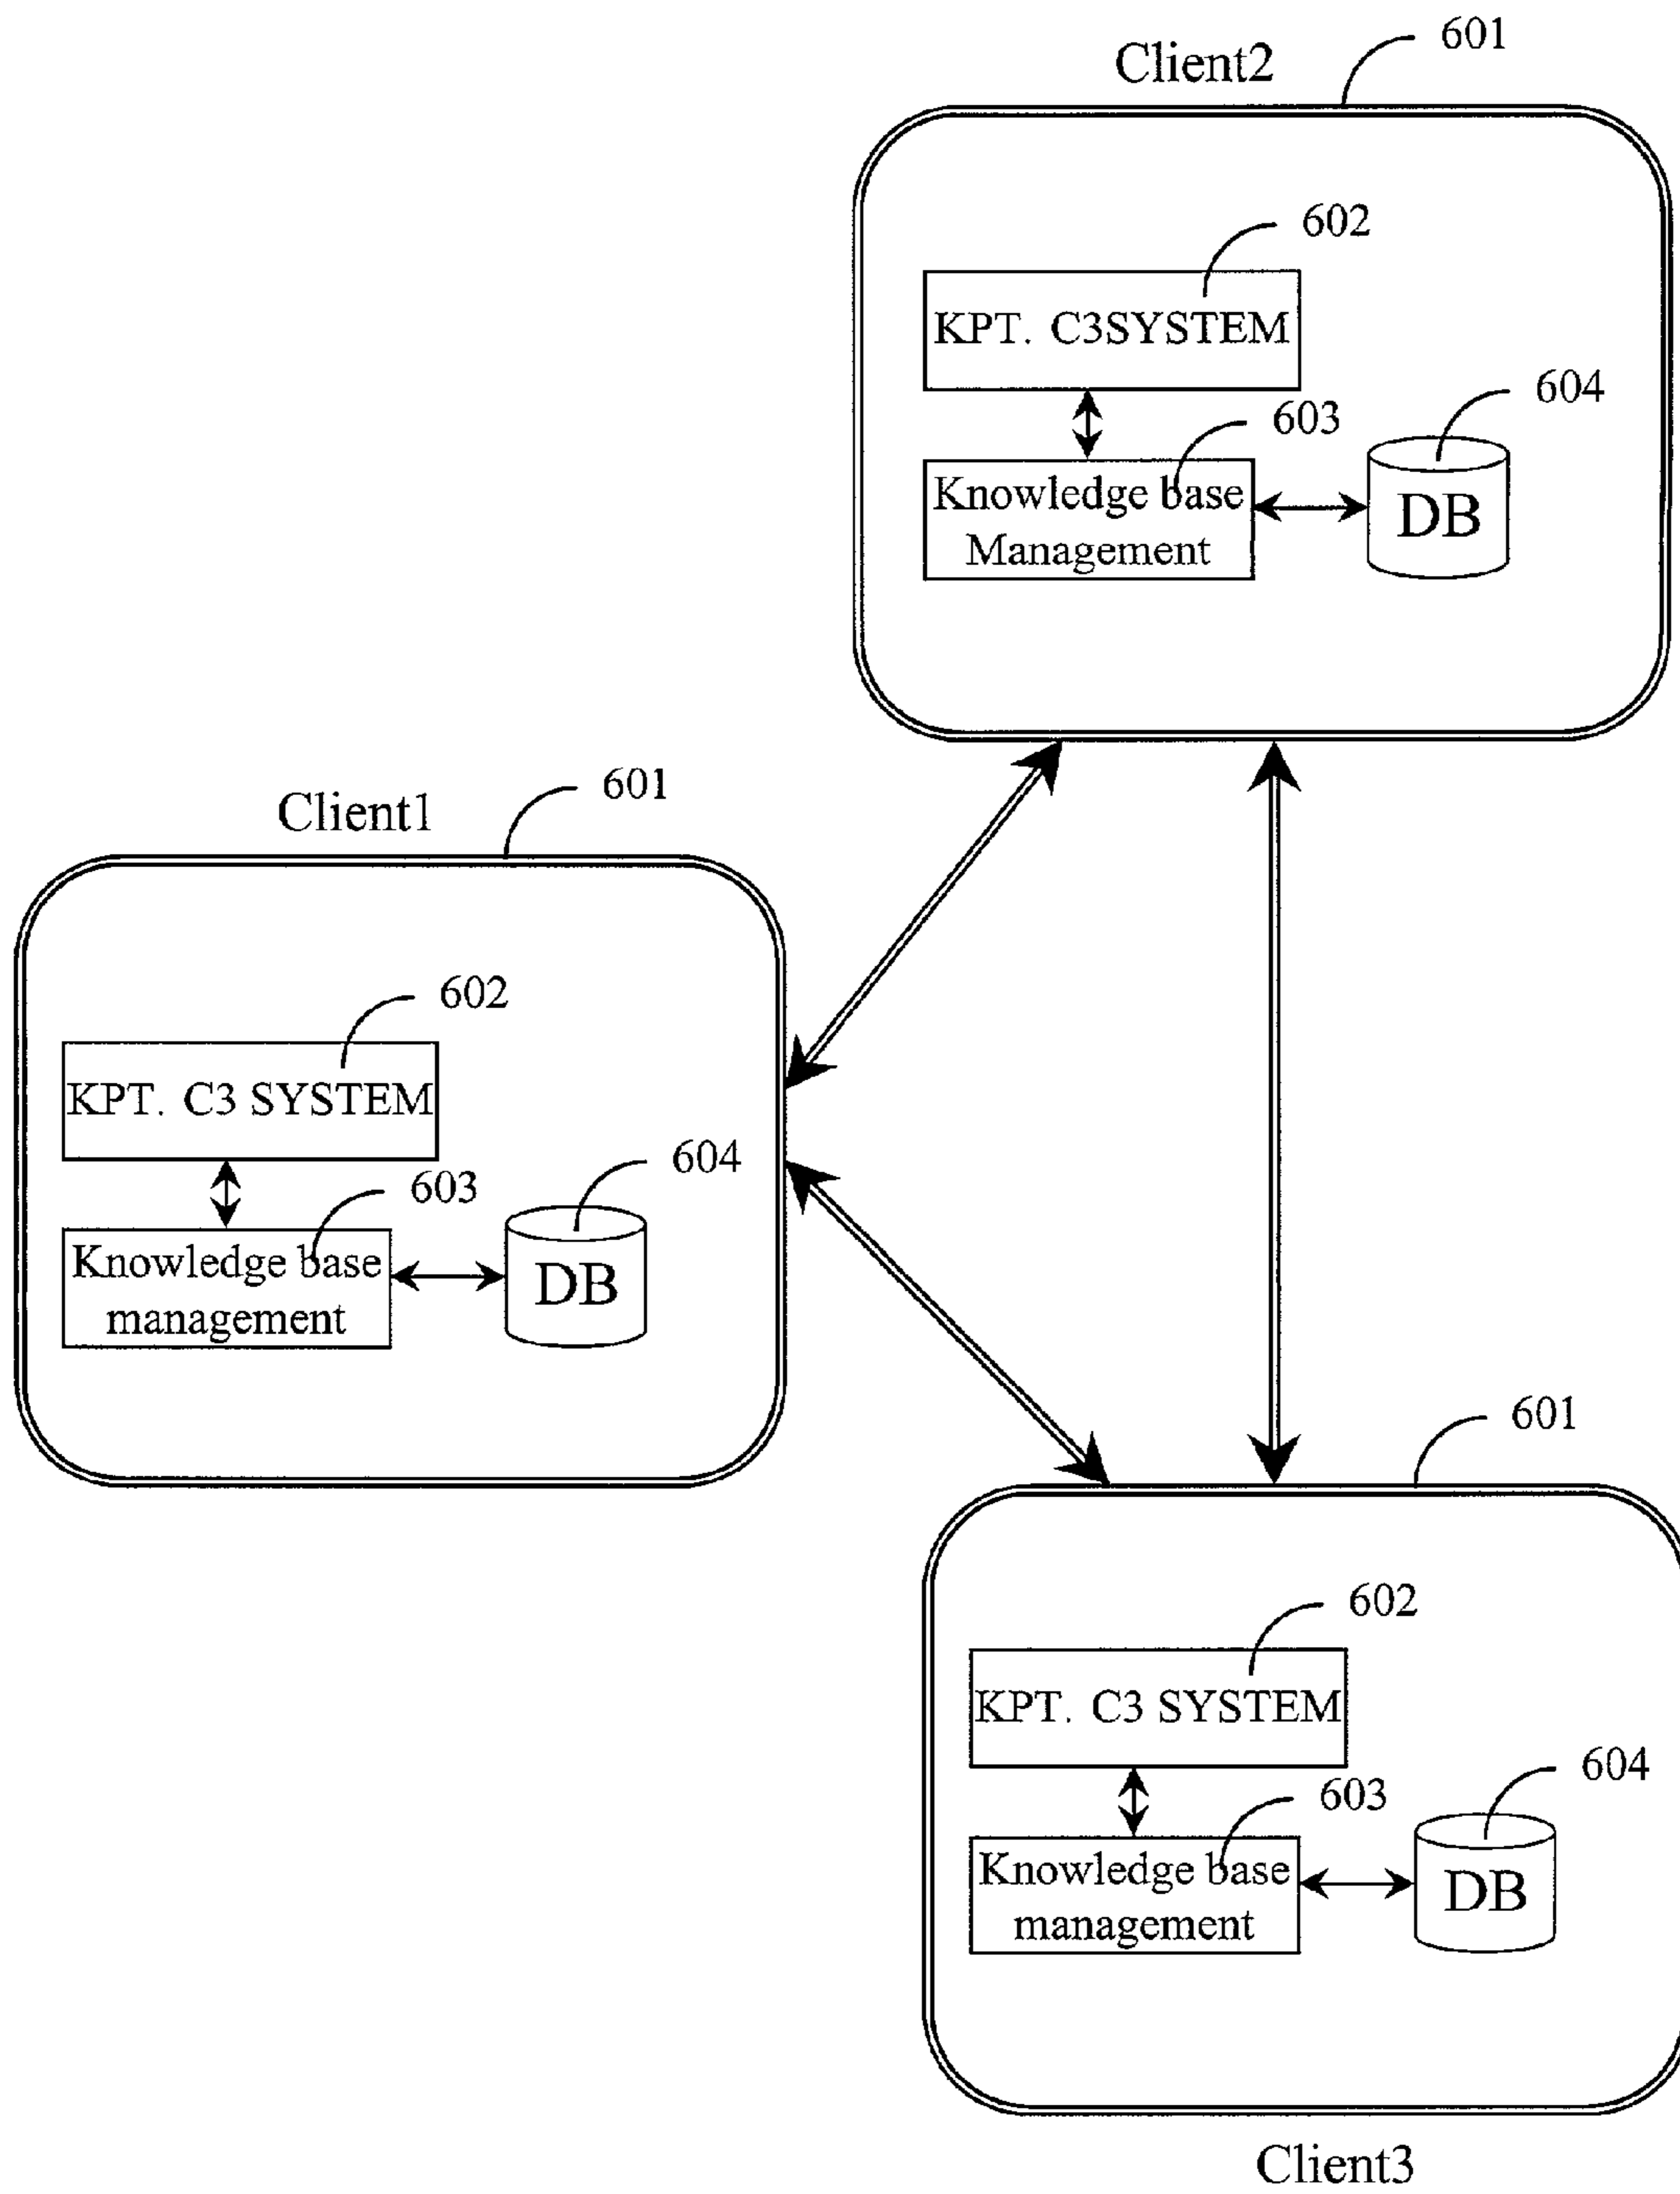 601
Client2
602
KPT. C3SYSTEM
604
603
Knowledge base
Management
DB
601
Client1
602
KPT. C3 SYSTEM
604
603
Knowledge base
management
DB
601
602
KPT. C3 SYSTEM
604
603
Knowledge base
management
DB
Client3